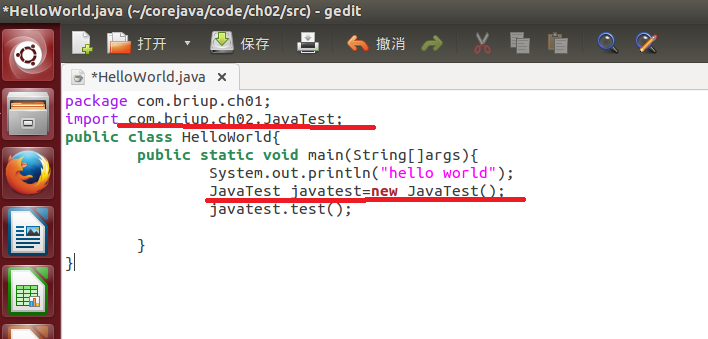 *HelloWorld.java (~/corejava/code/ch02/src) - gedit
打开 保存 撤消
*HelloWorld.java ×
package com.briup.ch01;
import com.briup.ch02.JavaTest;
public class HelloWorld{
public static void main(String[]args){
System.out.println("hello world");
JavaTest javatest=new JavaTest();
javatest.test();
}
}